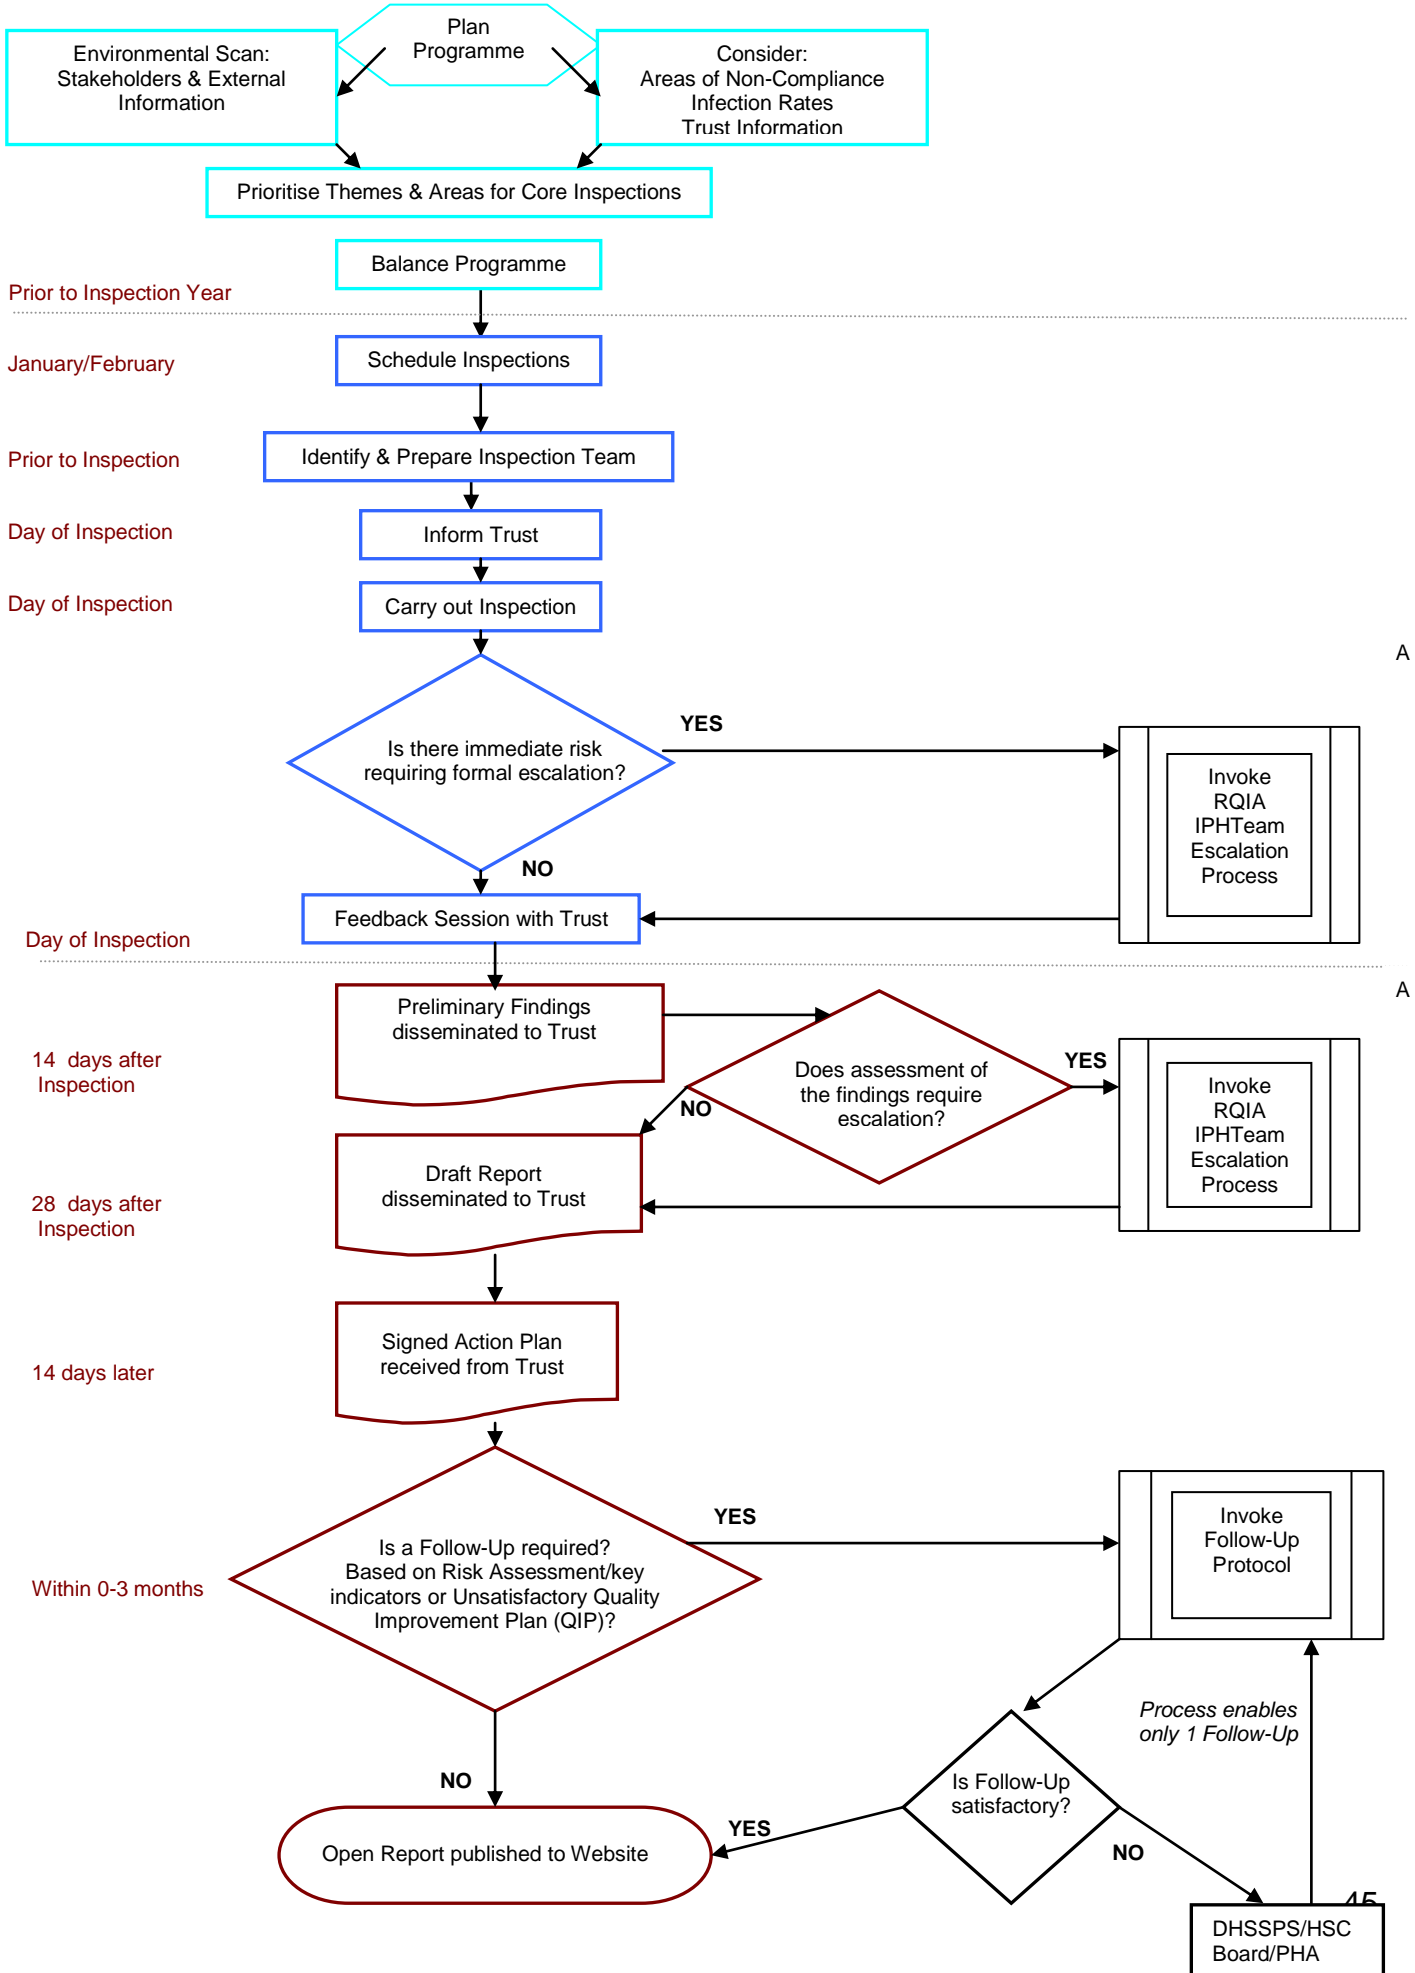 Plan
Programme
Environmental Scan:
Stakeholders & External
Information
Consider:
Areas of Non-Compliance
Infection Rates
Trust Information
Prioritise Themes & Areas for Core Inspections
Balance Programme
Prior to Inspection Year
January/February
Schedule Inspections
Prior to Inspection
Identify & Prepare Inspection Team
Day of Inspection
Inform Trust
Day of Inspection
Carry out Inspection
A
Is there immediate risk
requiring formal escalation?
YES
Invoke
RQIA
IPHTeam
Escalation
Process
NO
Feedback Session with Trust
Day of Inspection
A
Preliminary Findings
disseminated to Trust
14  days after
Inspection
Does assessment of
the findings require
escalation?
YES
Invoke
RQIA
IPHTeam
Escalation
Process
NO
Draft Report
disseminated to Trust
28  days after
Inspection
Signed Action Plan
received from Trust
14 days later
Is a Follow-Up required?
Based on Risk Assessment/key
indicators or Unsatisfactory Quality
Improvement Plan (QIP)?
YES
Within 0-3 months
Invoke
Follow-Up
Protocol
Process enables
only 1 Follow-Up
Is Follow-Up
satisfactory?
NO
YES
NO
Open Report published to Website
45
DHSSPS/HSC
Board/PHA